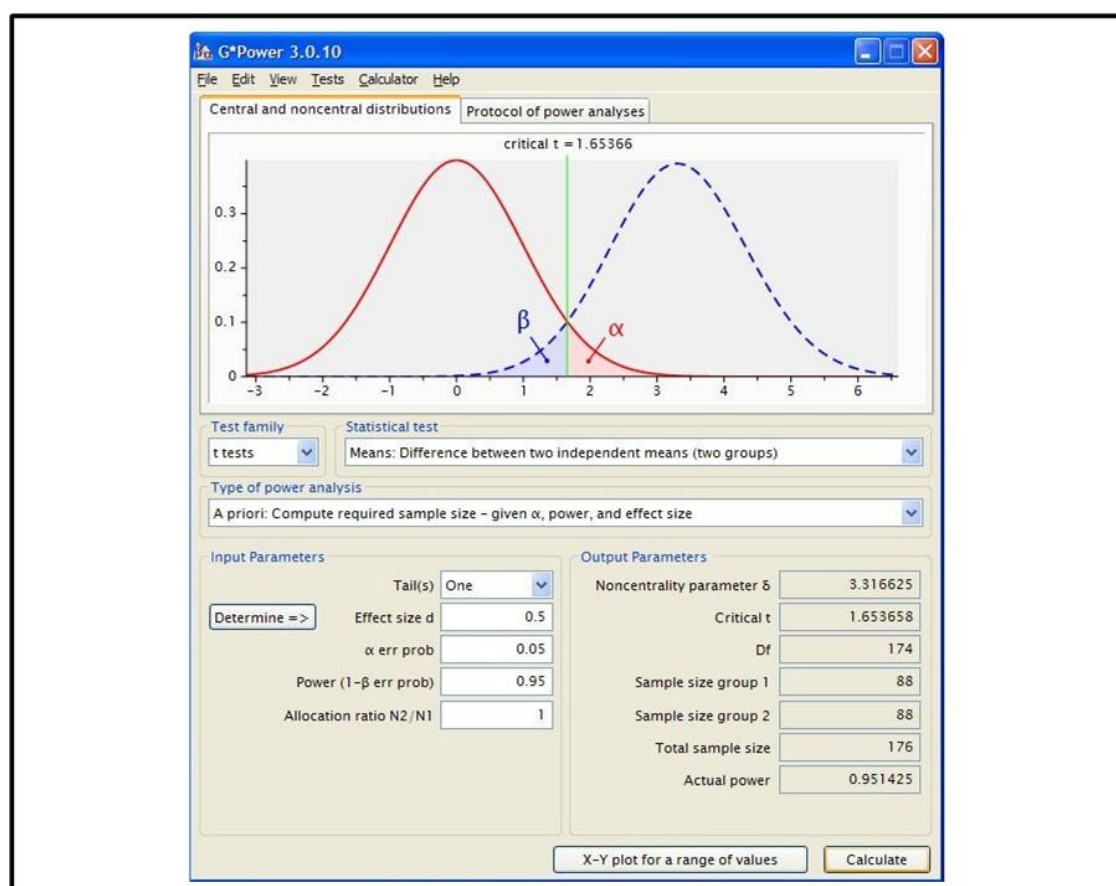 G*Power 3.0.10
File Edit View Tests Calculator Help
Central and noncentral distributions Protocol of power analyses
critical t = 1.65366
0.3
0.2
β α
0.1
0
-3 -2 -1 0 1 2 3 4 5 6
Test family Statistical test
t tests Means: Difference between two independent means (two groups)
Type of power analysis
A priori: Compute required sample size – given α, power, and effect size
Input Parameters Output Parameters
Tail(s) One Noncentrality parameter δ 3.316625
Determine => Effect size d 0.5 Critical t 1.653658
α err prob 0.05 Df 174
Power (1-β err prob) 0.95 Sample size group 1 88
Allocation ratio N2/N1 1 Sample size group 2 88
Total sample size 176
Actual power 0.951425
X-Y plot for a range of values Calculate